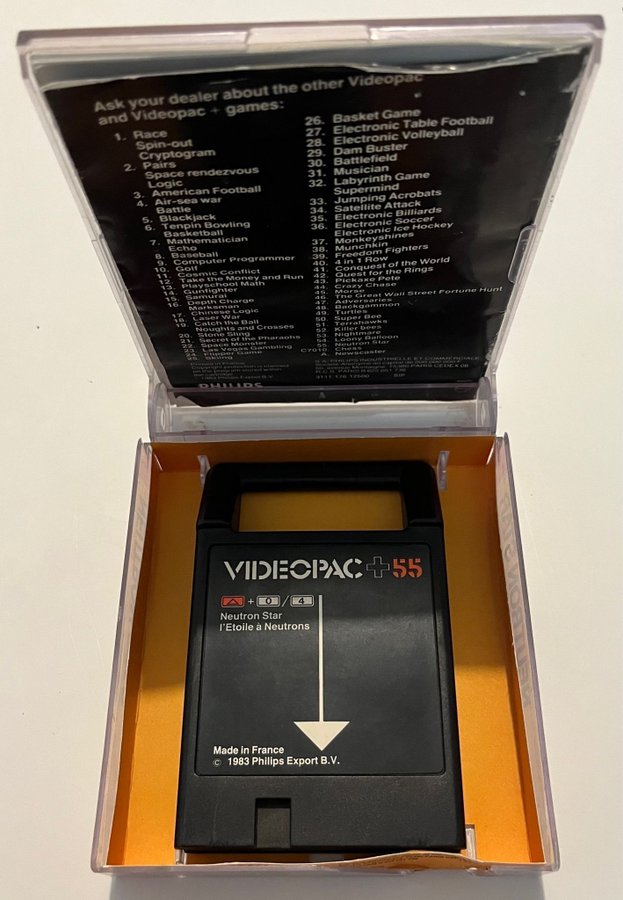 Ask your dealer about the other Videopac
and Videopac + games:
1. Race
Spin-out
Cryptogram
2. Pairs
Space rendezvous
Logic
3. American Football
4. Air-sea war
Battle
5. Blackjack
6. Tenpin Bowling
Basketball
7. Mathematician
Echo
8. Baseball
9. Computer Programmer
10. Golf
11. Cosmic Conflict
12. Take the Money and Run
13. Playschool Math
14. Gunfighter
15. Samurai
16. Depth Charge
Marksman
17. Chinese Logic
18. Laser War
19. Catch the Ball
Noughts and Crosses
20. Stone Sling
21. Secret of the Pharaohs
22. Space Monster
23. Las Vegas Gambling
24. Flipper Game
25. Skiing
26. Basket Game
27. Electronic Table Football
28. Electronic Volleyball
29. Dam Buster
30. Battlefield
31. Musician
32. Labyrinth Game
Supermind
33. Jumping Acrobats
34. Satellite Attack
35. Electronic Billiards
36. Electronic Soccer
Electronic Ice Hockey
37. Monkeyshines
38. Munchkin
39. Freedom Fighters
40. 4 in 1 Row
41. Conquest of the World
42. Quest for the Rings
43. Pickaxe Pete
44. Crazy Chase
45. Morse
46. The Great Wall Street Fortune Hunt
47. Adversaries
48. Backgammon
49. Turtles
50. Super Bee
51. Terrahawks
52. Killer bees
53. Nightmare
54. Loony Balloon
55. Neutron Star
C7010 Chess
A. Newscaster
PHILIPS
VIDEOPAC+55
+ 0 / 4
Neutron Star
l'Etoile à Neutrons
Made in France
© 1983 Philips Export B.V.